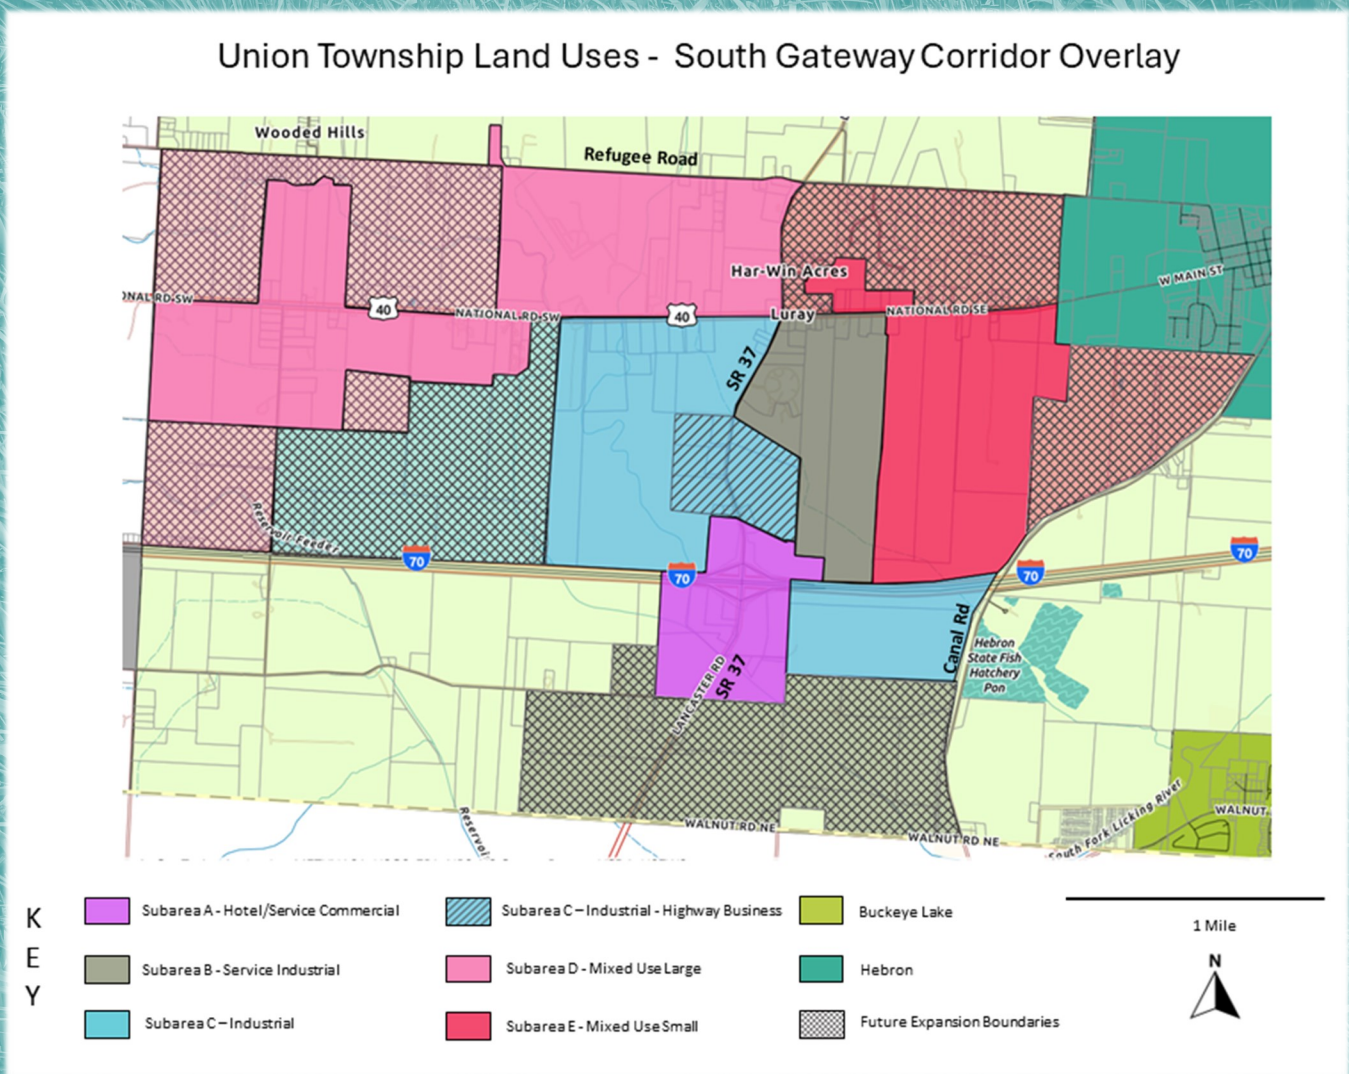 Union Township Land Uses - South Gateway Corridor Overlay
Wooded Hills
Refugee Road
Har-Win Acres
W MAIN ST
ONAL RD SW
40
NATIONAL RD SW
40
Luray
NATIONAL RD SE
SR 37
Reservoir Feeder
70
70
70
70
Canal Rd
Hebron
State Fish
Hatchery
Pon
LANCASTER RD
SR 37
Reservoi
WALNUT RD NE
WALNUT RD NE
South Fork Licking River
WALNUT
KEY
Subarea A - Hotel/Service Commercial
Subarea B - Service Industrial
Subarea C – Industrial
Subarea C – Industrial - Highway Business
Subarea D - Mixed Use Large
Subarea E - Mixed Use Small
Buckeye Lake
Hebron
Future Expansion Boundaries
1 Mile
N